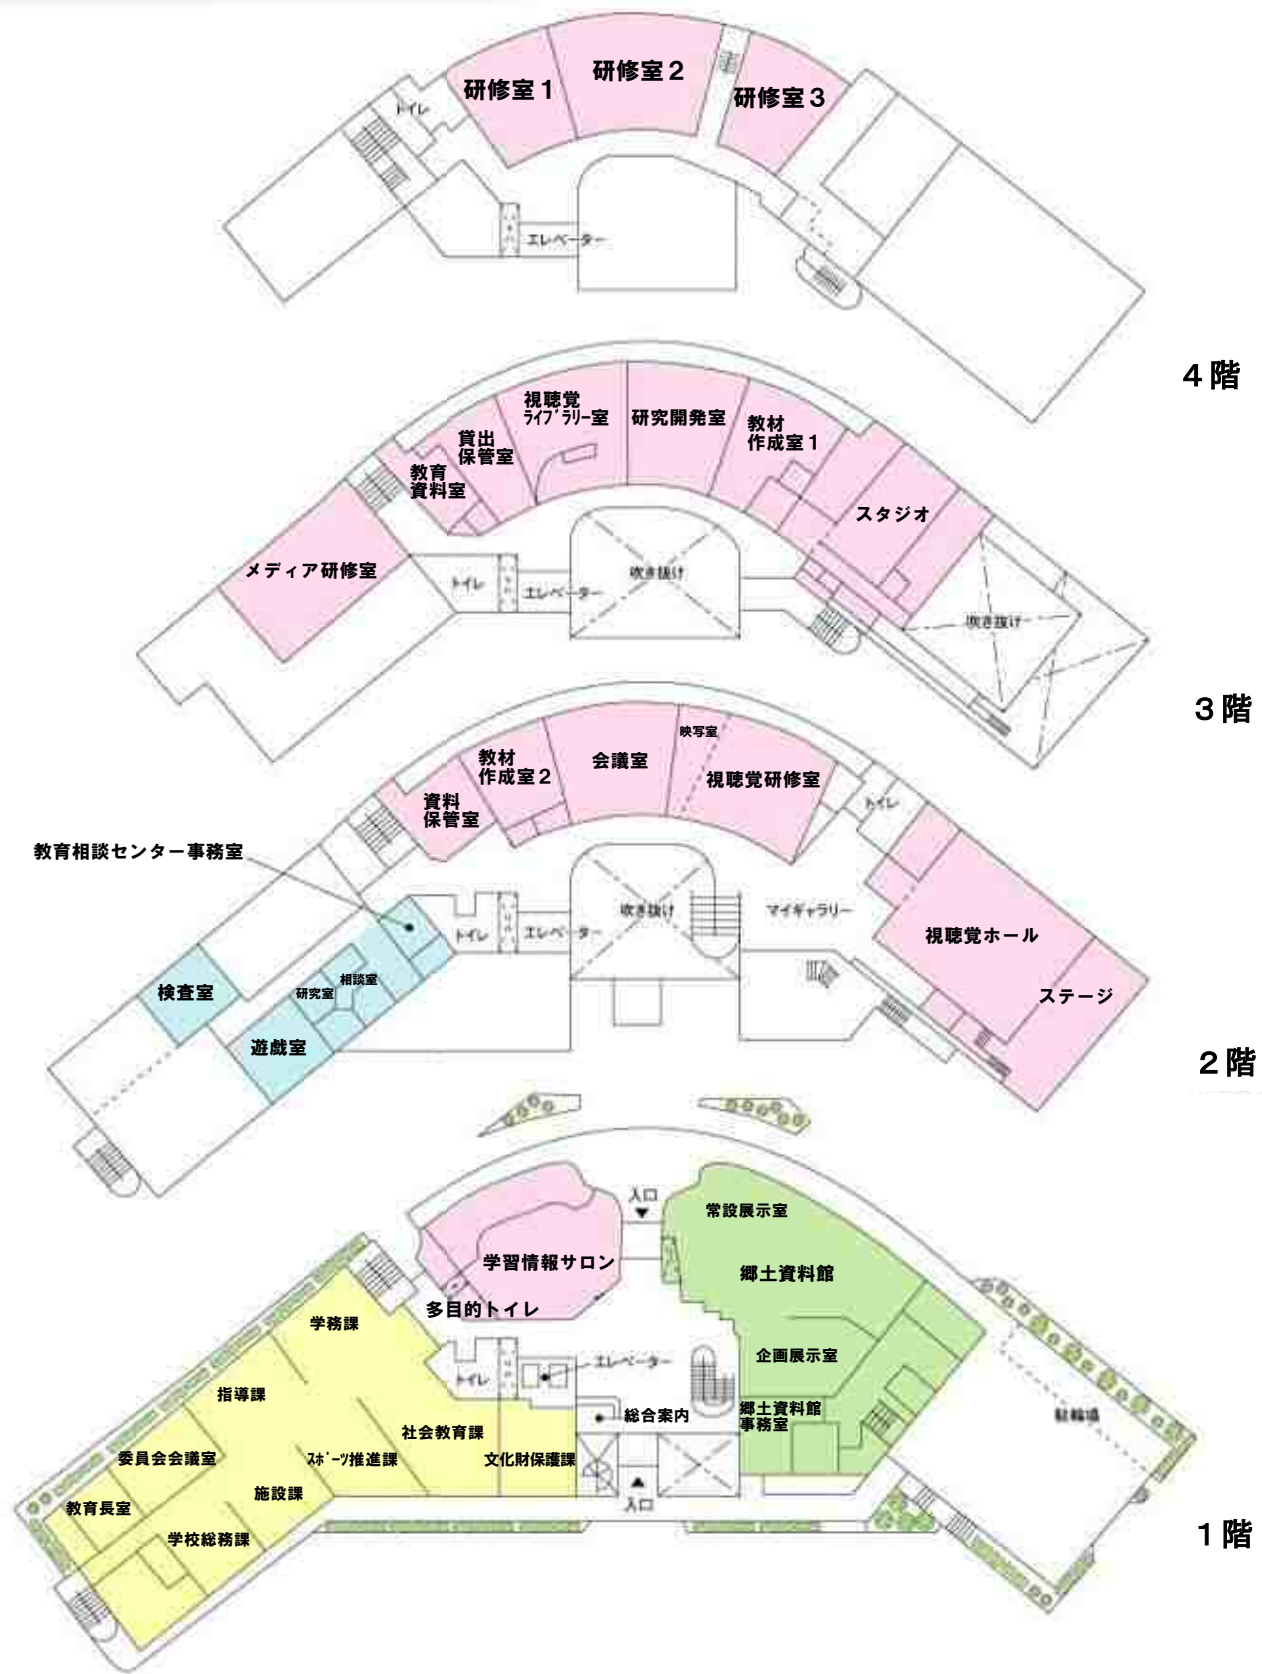 研修室１
研修室２
研修室３
トイレ
エレベーター
４階
視聴覚
ﾗｲﾌﾞﾗﾘｰ室
研究開発室
教材
作成室１
貸出
保管室
教育
資料室
スタジオ
メディア研修室
トイレ
エレベーター
吹き抜け
吹き抜け
３階
映写室
教材
作成室２
会議室
視聴覚研修室
資料
保管室
トイレ
教育相談センター事務室
トイレ
エレベーター
吹き抜け
マイギャラリー
視聴覚ホール
ステージ
検査室
研究室
相談室
遊戯室
２階
入口
常設展示室
学習情報サロン
郷土資料館
多目的トイレ
学務課
企画展示室
エレベーター
トイレ
指導課
総合案内
郷土資料館
事務室
駐輪場
社会教育課
委員会会議室
ｽﾎﾟｰﾂ推進課
文化財保護課
施設課
教育長室
入口
学校総務課
１階